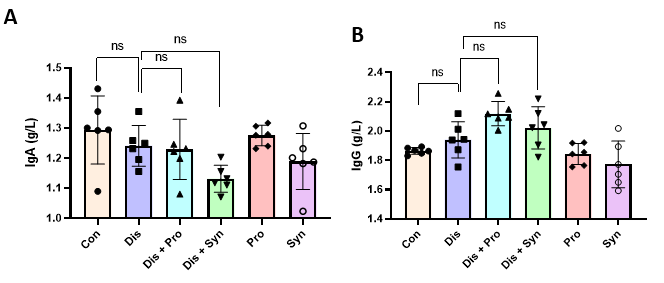 A
ns
ns
ns
IgA (g/L)
1.5
1.4
1.3
1.2
1.1
1.0
Con
Dis
Dis + Pro
Dis + Syn
Pro
Syn
B
ns
ns
ns
IgG (g/L)
2.4
2.2
2.0
1.8
1.6
1.4
Con
Dis
Dis + Pro
Dis + Syn
Pro
Syn